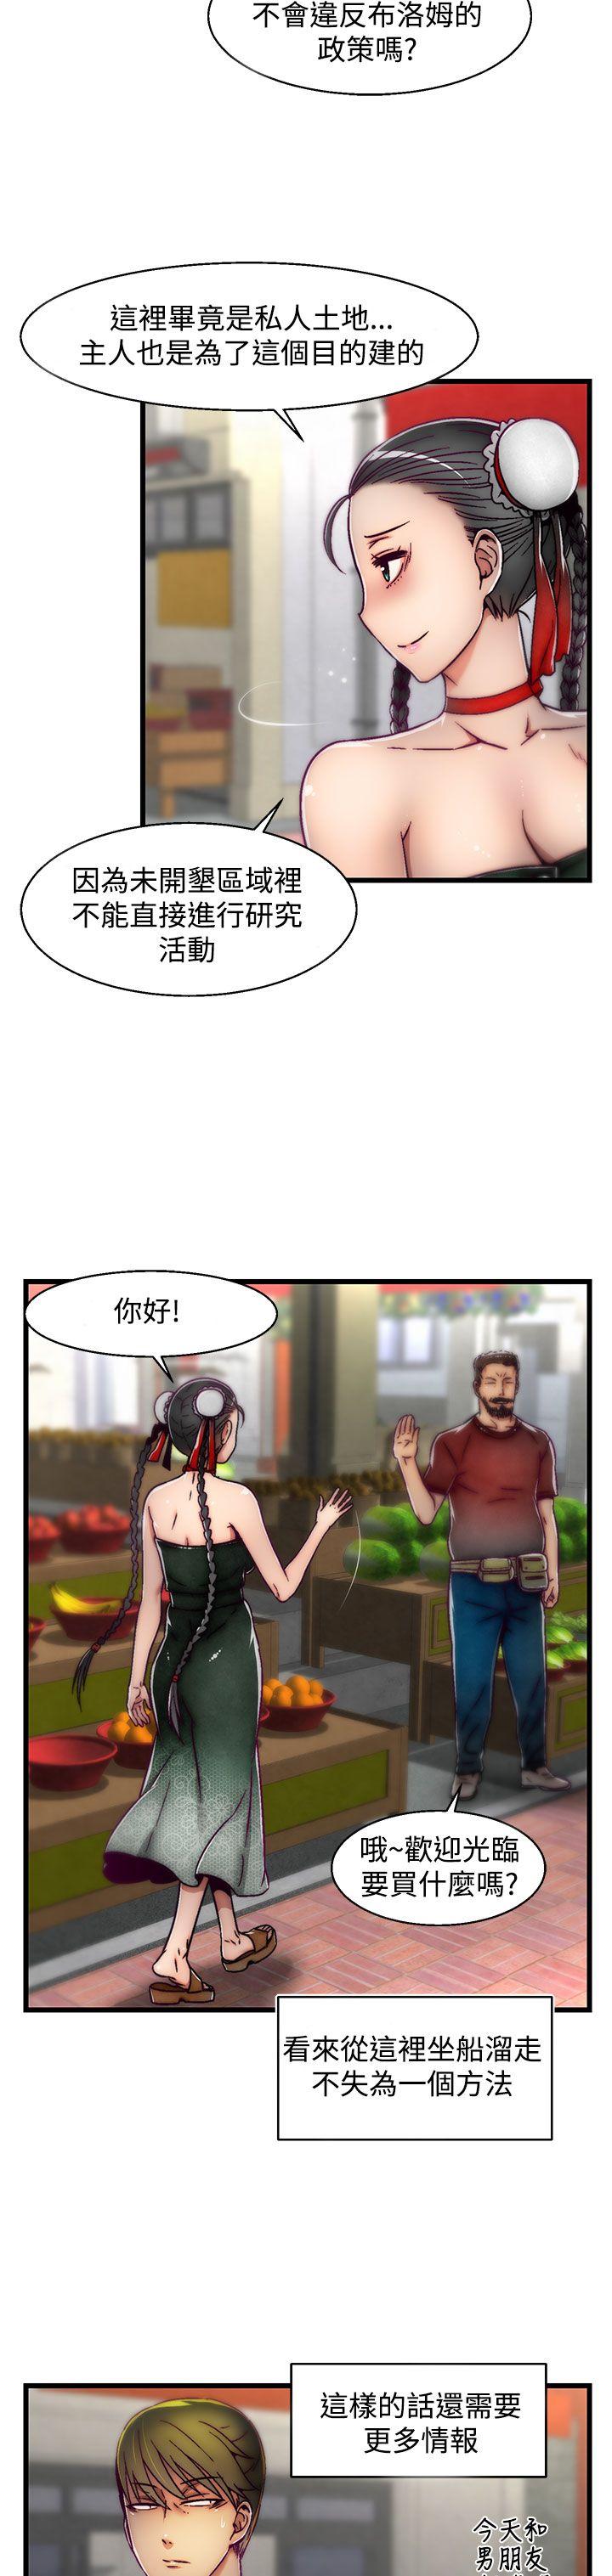 不會違反布洛姆的
政策嗎?
這裡畢竟是私人土地...
主人也是為了這個目的建的
因為未開墾區域裡
不能直接進行研究
活動
你好!
哦~歡迎光臨
要買什麼嗎?
看來從這裡坐船溜走
不失為一個方法
這樣的話還需要
更多情報
今天和
男朋友